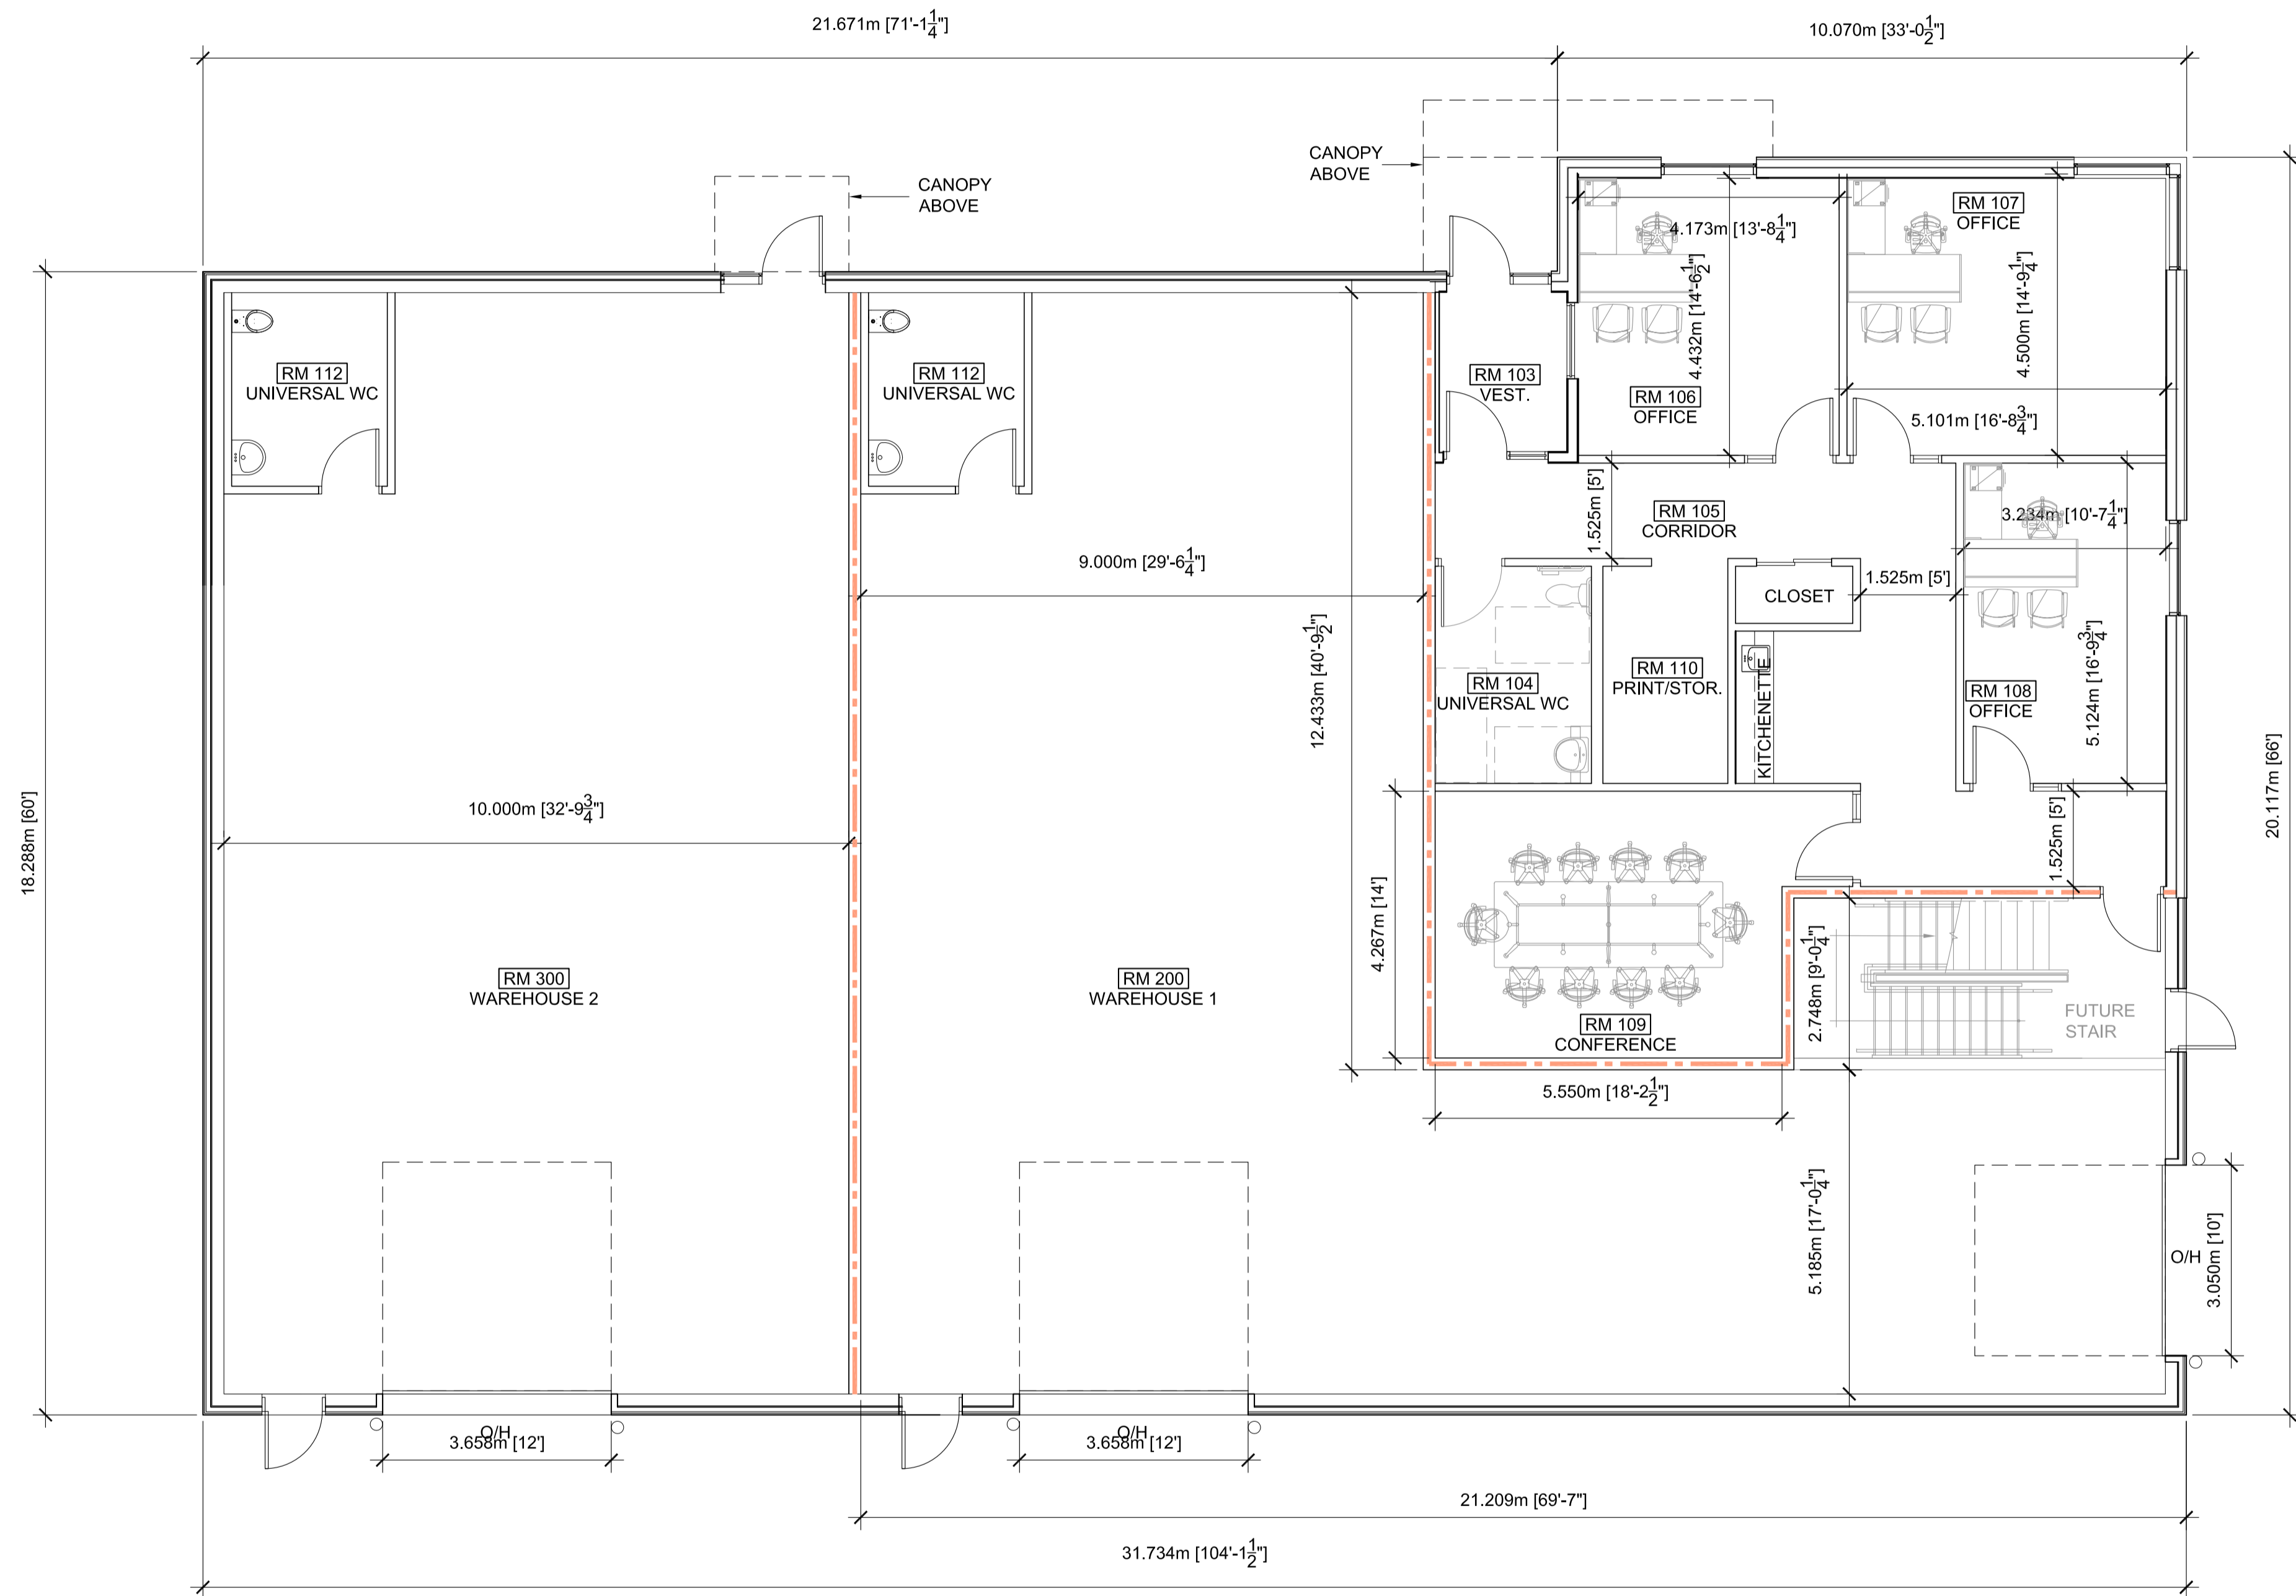 21.671m [71'-1 1/4"]
10.070m [33'-0 1/2"]
CANOPY
ABOVE
CANOPY
ABOVE
RM 107
OFFICE
4.173m [13'-8 1/4"]
4.432m [14'-6 1/2"]
4.500m [14'-9 1/4"]
RM 112
UNIVERSAL WC
RM 112
UNIVERSAL WC
RM 103
VEST.
RM 106
OFFICE
5.101m [16'-8 3/4"]
1.525m [5']
RM 105
CORRIDOR
3.234m [10'-7 1/4"]
9.000m [29'-6 1/4"]
1.525m [5']
CLOSET
12.433m [40'-9 1/2"]
RM 104
UNIVERSAL WC
RM 110
PRINT/STOR.
KITCHENETTE
RM 108
OFFICE
5.124m [16'-9 3/4"]
18.288m [60']
20.117m [66']
10.000m [32'-9 3/4"]
1.525m [5']
4.267m [14']
RM 300
WAREHOUSE 2
RM 200
WAREHOUSE 1
2.748m [9'-0 1/4"]
FUTURE
STAIR
RM 109
CONFERENCE
5.550m [18'-2 1/2"]
5.185m [17'-0 1/4"]
O/H
3.050m [10']
O/H
3.658m [12']
O/H
3.658m [12']
21.209m [69'-7"]
31.734m [104'-1 1/2"]